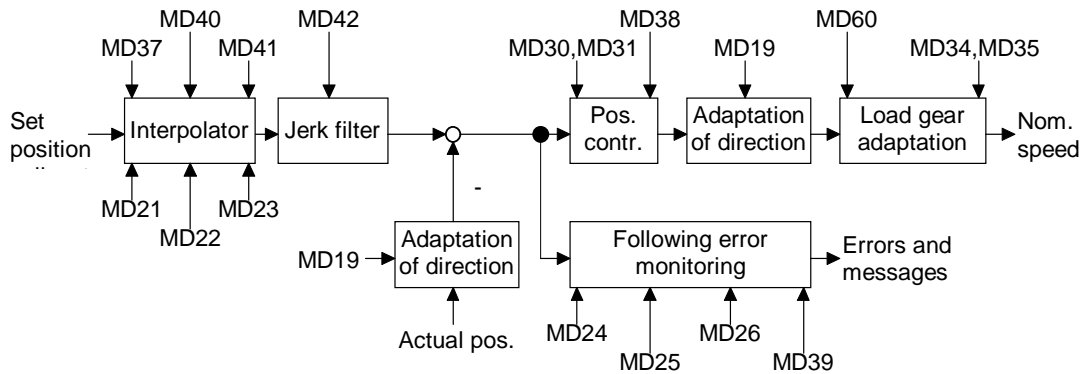 MD40
MD42
MD38
MD60
MD37
MD41
MD30,MD31
MD19
MD34,MD35
Set
position
Interpolator
Jerk filter
Pos.
contr.
Adaptation
of direction
Load gear
adaptation
Nom.
speed
MD21
MD22
MD23
-
MD19
Adaptation
of direction
Following error
monitoring
Errors and
messages
Actual pos.
MD24
MD25
MD26
MD39